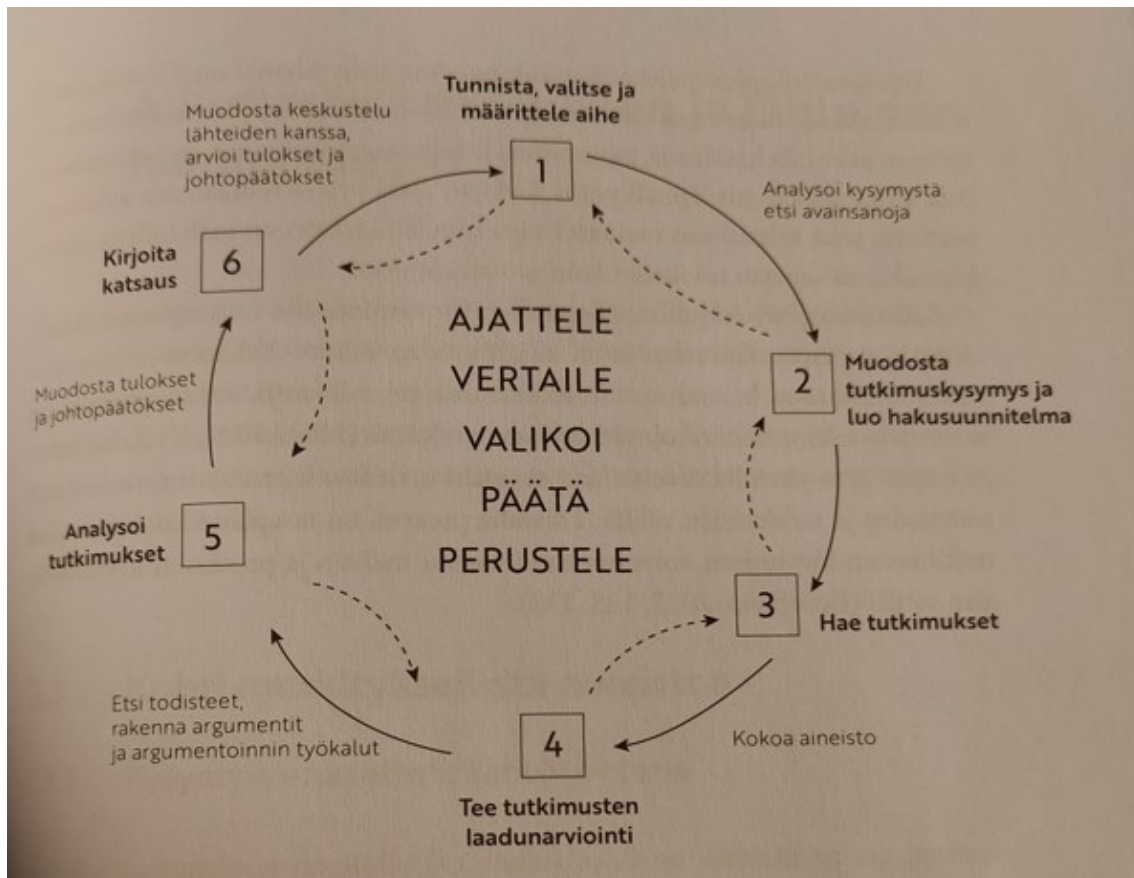 Tunnista, valitse ja
määrittele aihe
1
Analysoi kysymystä
etsi avainsanoja
2
Muodosta
tutkimuskysymys ja
luo hakusuunnitelma
3
Hae tutkimukset
Kokoa aineisto
4
Tee tutkimusten
laadunarviointi
Etsi todisteet,
rakenna argumentit
ja argumentoinnin työkalut
5
Analysoi
tutkimukset
Muodosta tulokset
ja johtopäätökset
6
Kirjoita
katsaus
Muodosta keskustelu
lähteiden kanssa,
arvioi tulokset ja
johtopäätökset
AJATTELE
VERTAILE
VALIKOI
PÄÄTÄ
PERUSTELE